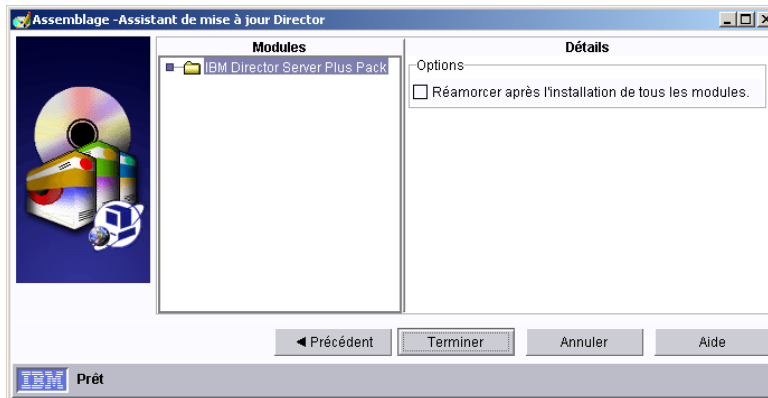 Assemblage -Assistant de mise à jour Director
Modules
IBM Director Server Plus Pack
Détails
Options
Réamorcer après l'installation de tous les modules.
◄ Précédent
Terminer
Annuler
Aide
IBM Prêt